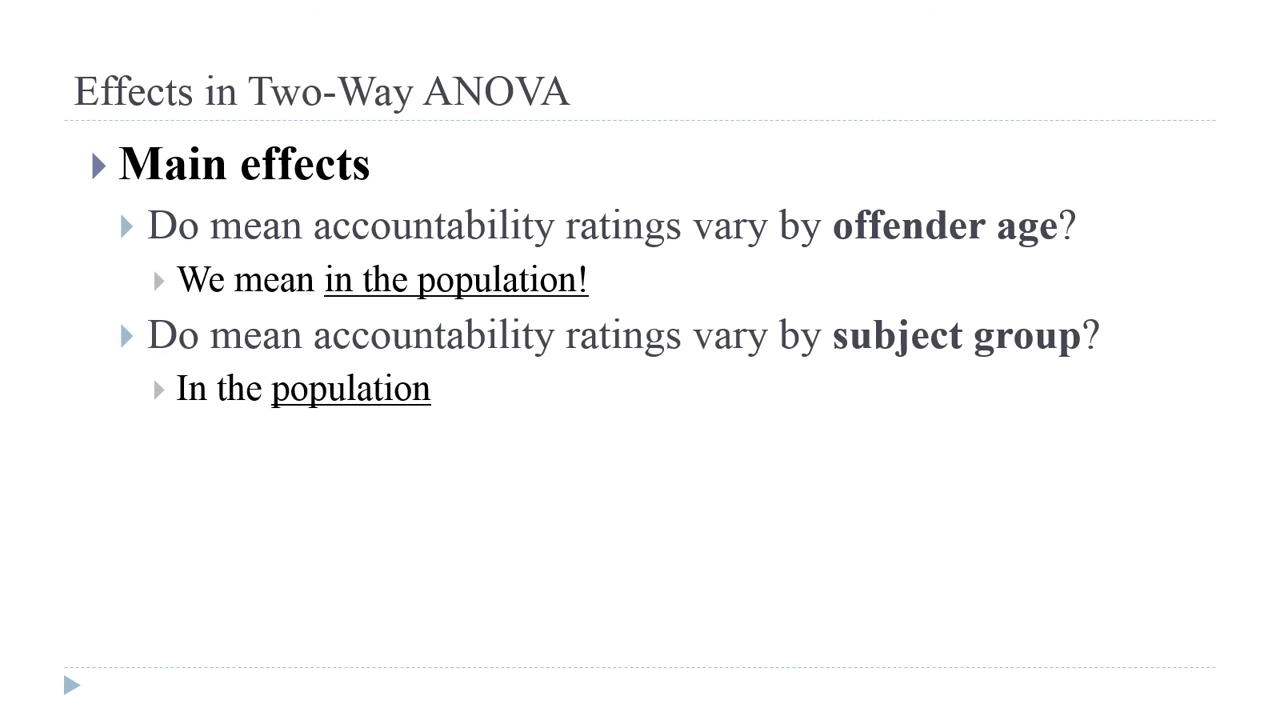 Effects in Two-Way ANOVA
Main effects
Do mean accountability ratings vary by offender age?
We mean in the population!
Do mean accountability ratings vary by subject group?
In the population